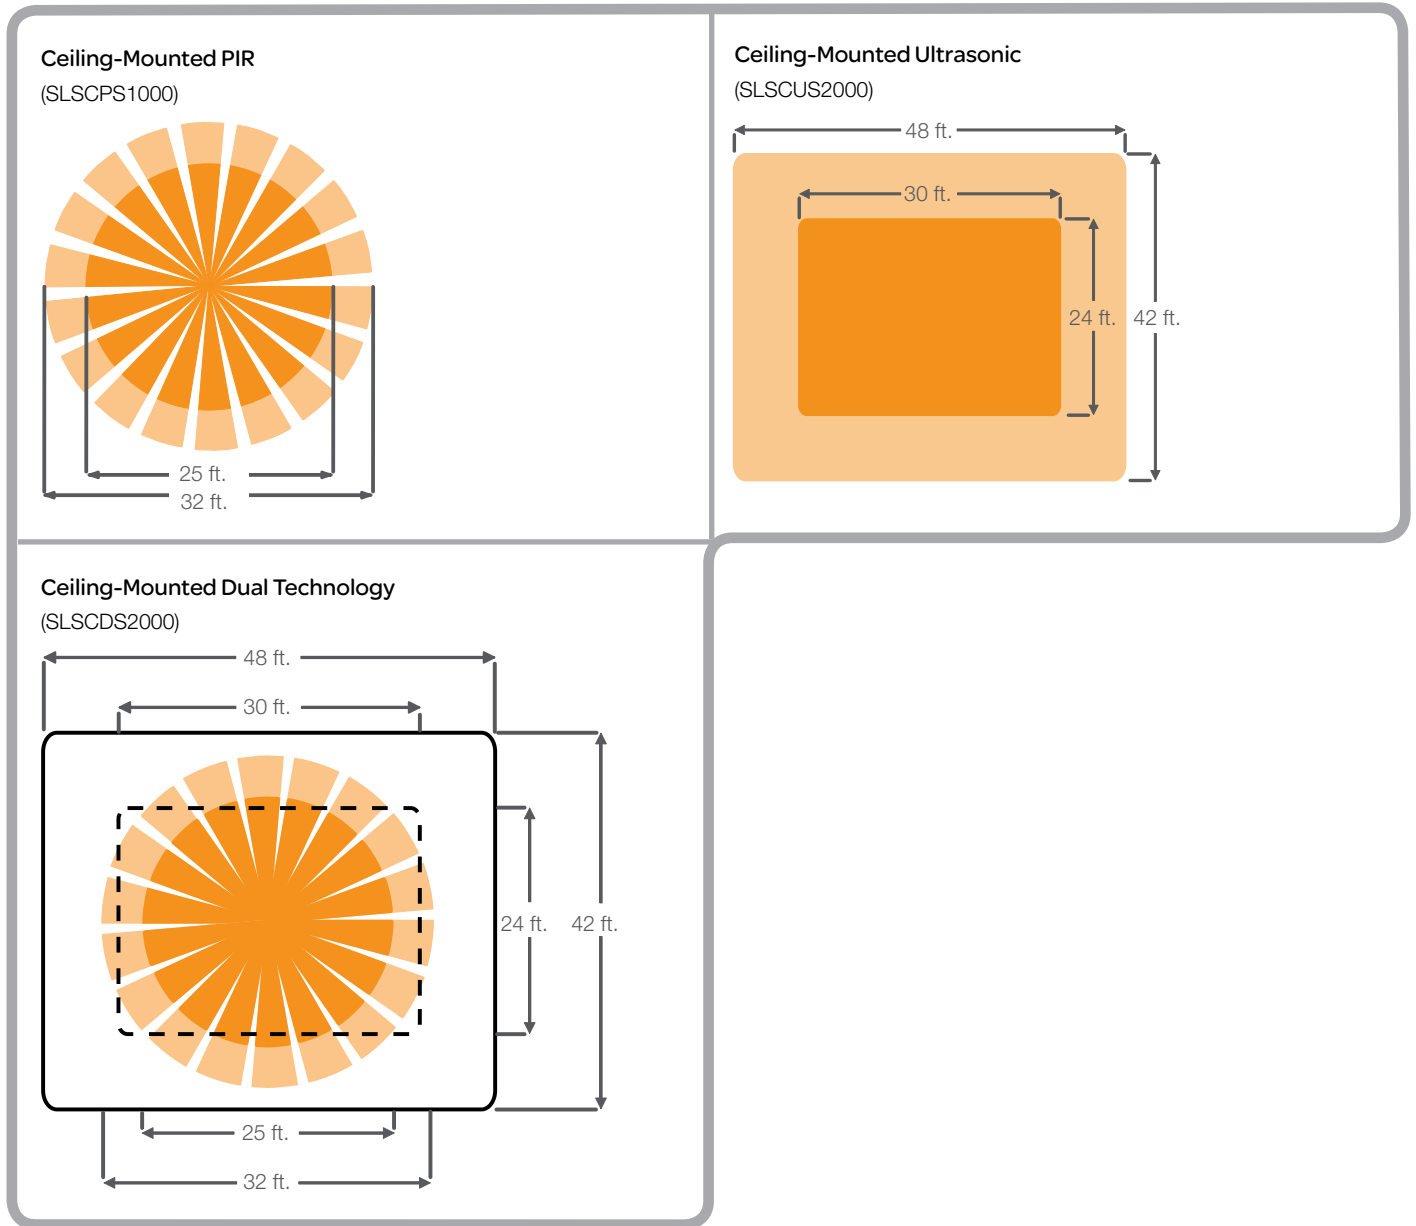 Ceiling-Mounted PIR
(SLSCPS1000)
25 ft.
32 ft.
Ceiling-Mounted Ultrasonic
(SLSCUS2000)
48 ft.
30 ft.
24 ft.
42 ft.
Ceiling-Mounted Dual Technology
(SLSCDS2000)
48 ft.
30 ft.
24 ft.
42 ft.
25 ft.
32 ft.